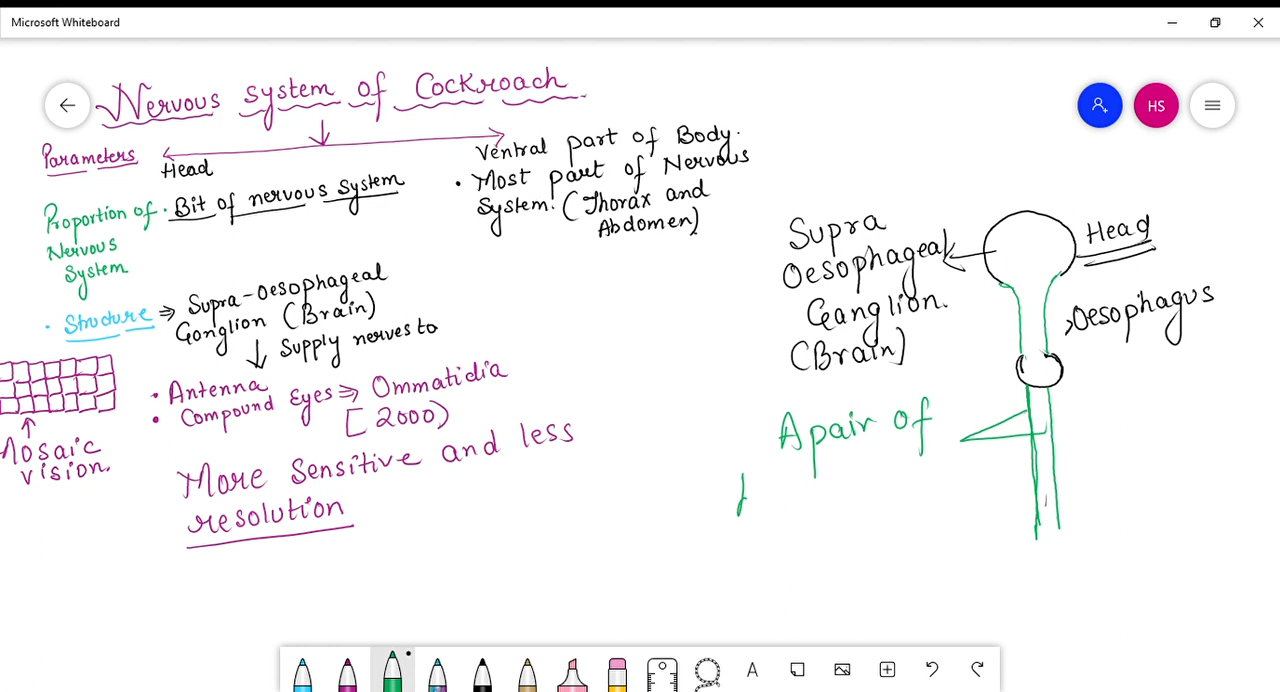 Microsoft Whiteboard
HS
Nervous system of Cockroach
Parameters
Head
Ventral part of Body.
Proportion of
Nervous
System
• Bit of nervous system
• Most part of Nervous
System. (Thorax and
Abdomen)
• Structure ⇒ Supra-Oesophageal
Ganglion (Brain)
↓ Supply nerves to
• Antenna
• Compound Eyes ⇒ Ommatidia
[2000)
Mosaic
vision.
More Sensitive and less
resolution
Supra
Oesophageal
Ganglion.
(Brain)
Head
Oesophagus
A pair of
A